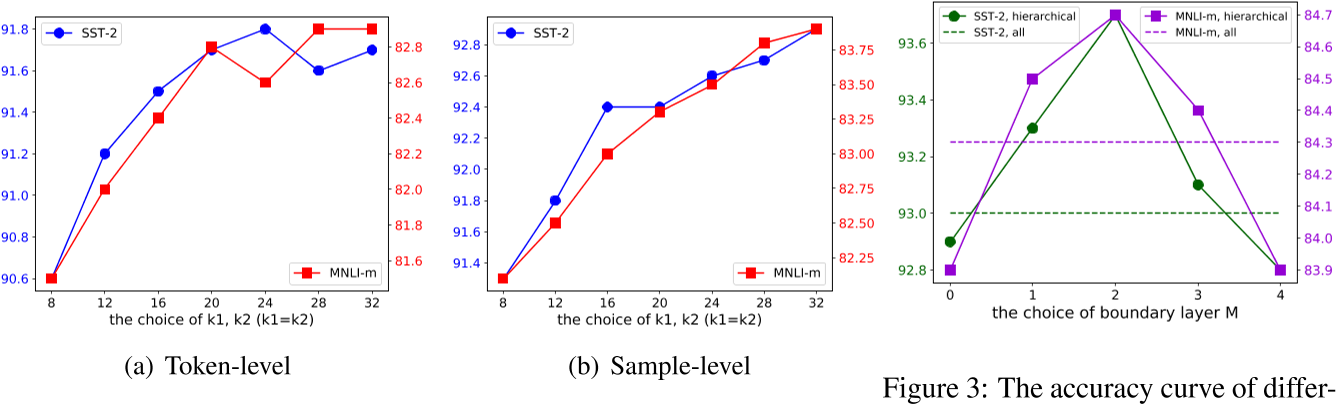 SST-2
91.8
91.6
91.4
91.2
91.0
90.8
90.6
82.8
82.6
82.4
82.2
82.0
81.8
81.6
MNLI-m
8 12 16 20 24 28 32
the choice of k1, k2 (k1=k2)
(a) Token-level
SST-2
92.8
92.6
92.4
92.2
92.0
91.8
91.6
91.4
83.75
83.50
83.25
83.00
82.75
82.50
82.25
MNLI-m
8 12 16 20 24 28 32
the choice of k1, k2 (k1=k2)
(b) Sample-level
SST-2, hierarchical
SST-2, all
MNLI-m, hierarchical
MNLI-m, all
93.6
93.4
93.2
93.0
92.8
84.7
84.6
84.5
84.4
84.3
84.2
84.1
84.0
83.9
0 1 2 3 4
the choice of boundary layer M
Figure 3: The accuracy curve of differ-